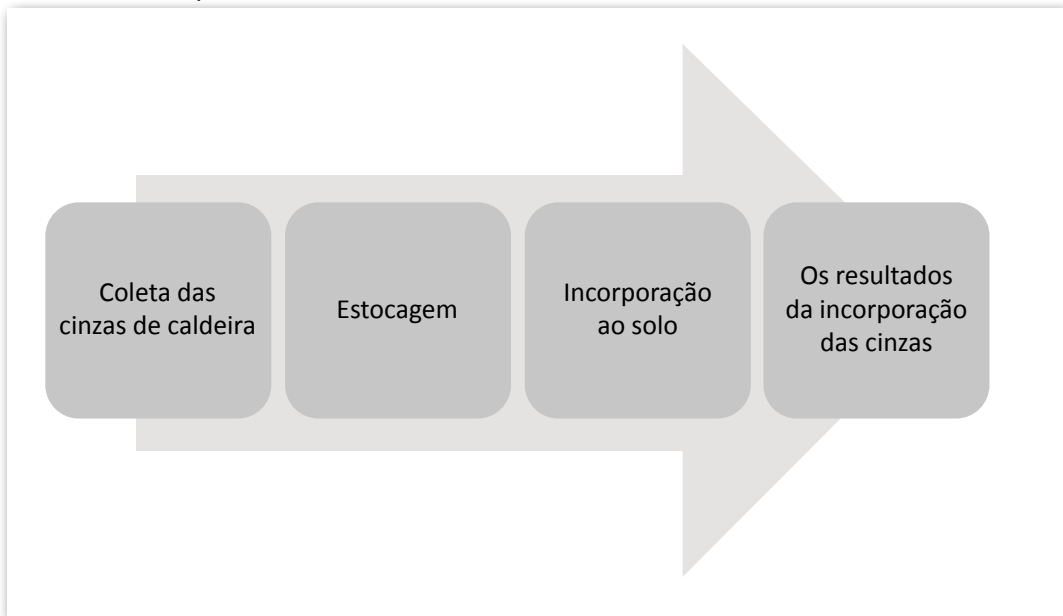 Coleta das
cinzas de caldeira
Estocagem
Incorporação
ao solo
Os resultados
da incorporação
das cinzas